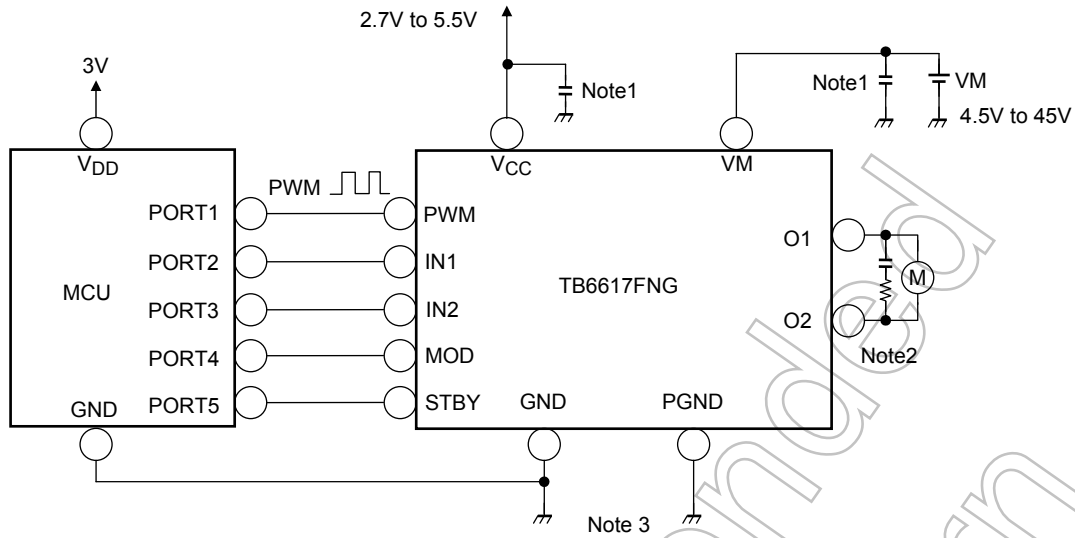 2.7V to 5.5V
3V
Note1
Note1
VM
4.5V to 45V
VDD
VCC
VM
PWM
PORT1
PWM
O1
PORT2
IN1
MCU
TB6617FNG
M
PORT3
IN2
O2
PORT4
MOD
Note2
GND
PORT5
STBY
GND
PGND
Note 3